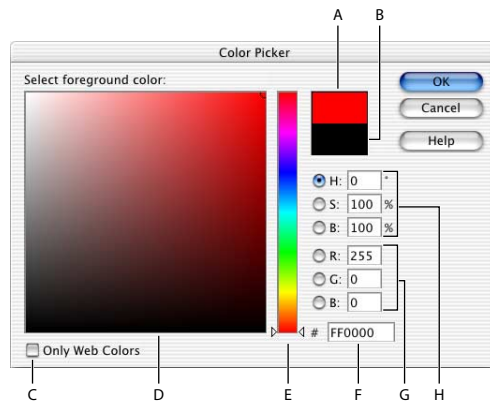 A
B
Color Picker
Select foreground color:
OK
Cancel
Help
H: 0 °
S: 100 %
B: 100 %
R: 255
G: 0
B: 0
# FF0000
Only Web Colors
C D E F G H